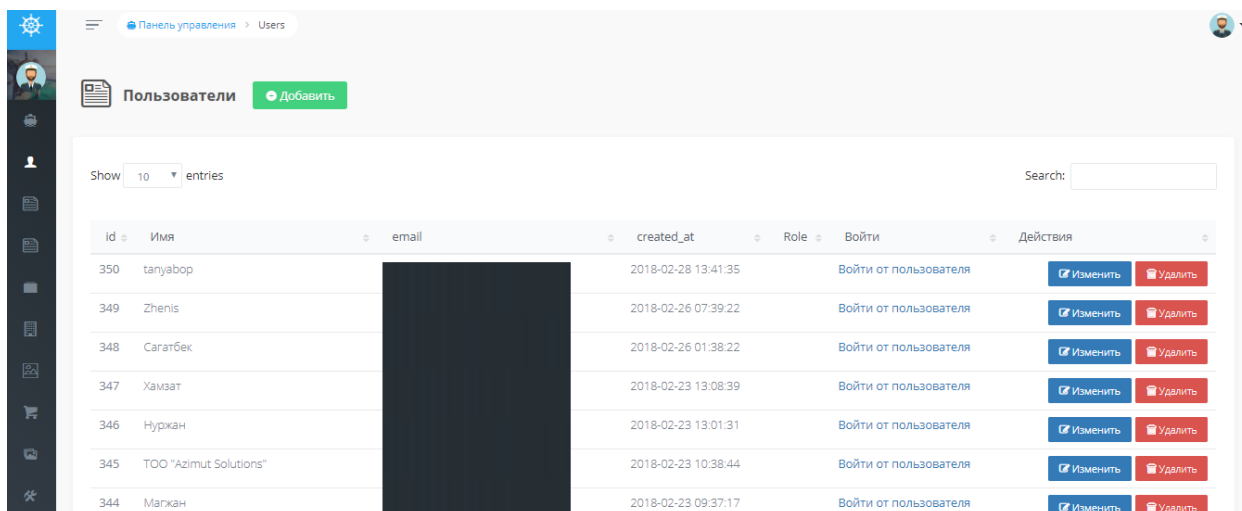 Панель управления > Users
Пользователи Добавить
Show 10 entries Search:
id Имя email created_at Role Войти Действия
350 tanyabop 2018-02-28 13:41:35 Войти от пользователя Изменить Удалить
349 Zhenis 2018-02-26 07:39:22 Войти от пользователя Изменить Удалить
348 Сагатбек 2018-02-26 01:38:22 Войти от пользователя Изменить Удалить
347 Хамзат 2018-02-23 13:08:39 Войти от пользователя Изменить Удалить
346 Нуржан 2018-02-23 13:01:31 Войти от пользователя Изменить Удалить
345 ТОО "Azimut Solutions" 2018-02-23 10:38:44 Войти от пользователя Изменить Удалить
344 Магжан 2018-02-23 09:37:17 Войти от пользователя Изменить Удалить